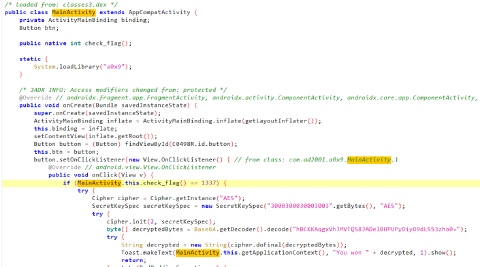 /* loaded from: classes3.dex */
public class MainActivity extends AppCompatActivity {
private ActivityMainBinding binding;
Button btn;
public native int check_flag();
static {
System.loadLibrary("a0x9");
}
/* JADX INFO: Access modifiers changed from: protected */
@Override // androidx.fragment.app.FragmentActivity, androidx.activity.ComponentActivity, androidx.core.app.ComponentActivity,
public void onCreate(Bundle savedInstanceState) {
super.onCreate(savedInstanceState);
ActivityMainBinding inflate = ActivityMainBinding.inflate(getLayoutInflater());
this.binding = inflate;
setContentView(inflate.getRoot());
Button button = (Button) findViewById(C0498R.id.button);
this.btn = button;
button.setOnClickListener(new View.OnClickListener() { // from class: com.ad2001.a0x9.MainActivity.1
@Override // android.view.View.OnClickListener
public void onClick(View v) {
if (MainActivity.this.check_flag() == 1337) {
try {
Cipher cipher = Cipher.getInstance("AES");
SecretKeySpec secretKeySpec = new SecretKeySpec("3000300030003003".getBytes(), "AES");
try {
cipher.init(2, secretKeySpec);
byte[] decryptedBytes = Base64.getDecoder().decode(
try {
String decrypted = new String(cipher.doFinal(decryptedBytes));
Toast.makeText(MainActivity.this.getApplicationContext(), "You won " + decrypted, 1).show();
return;